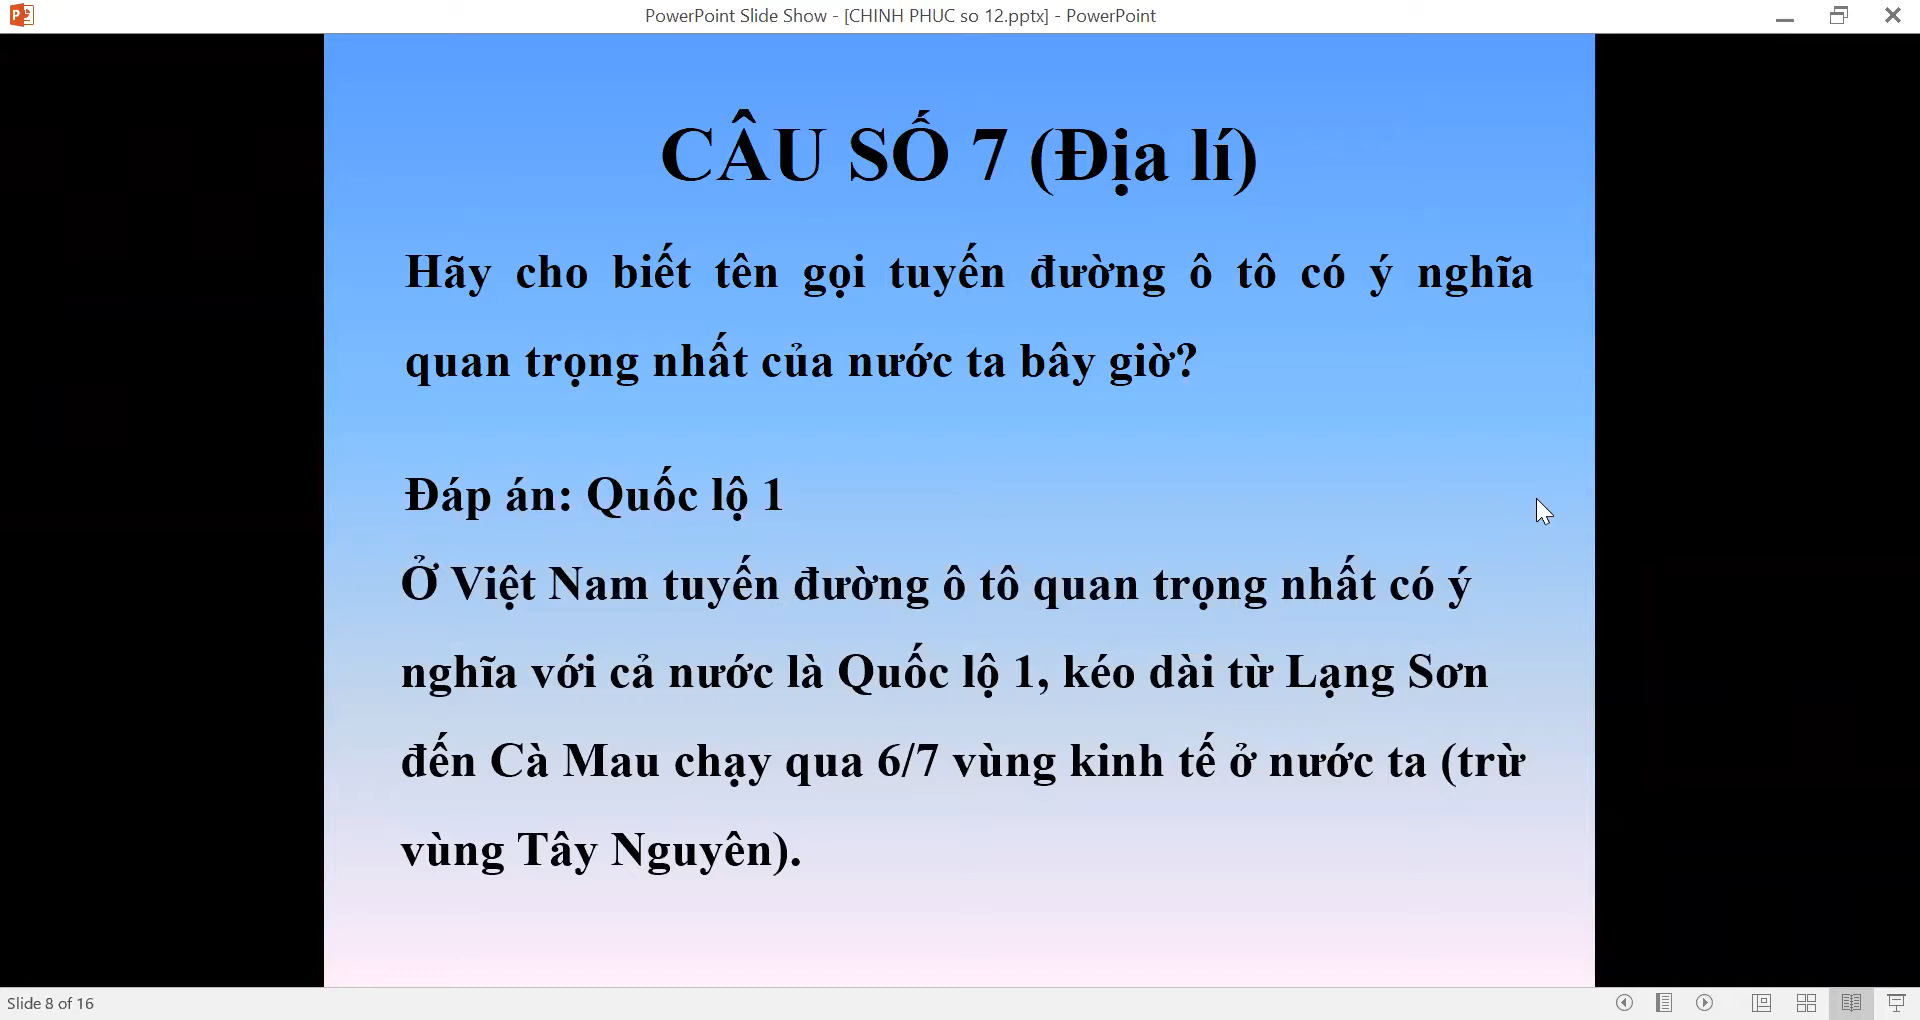 PowerPoint Slide Show - [CHINH PHUC so 12.pptx] - PowerPoint
CÂU SỐ 7 (Địa lí)
Hãy cho biết tên gọi tuyến đường ô tô có ý nghĩa
quan trọng nhất của nước ta bây giờ?
Đáp án: Quốc lộ 1
Ở Việt Nam tuyến đường ô tô quan trọng nhất có ý
nghĩa với cả nước là Quốc lộ 1, kéo dài từ Lạng Sơn
đến Cà Mau chạy qua 6/7 vùng kinh tế ở nước ta (trừ
vùng Tây Nguyên).
Slide 8 of 16